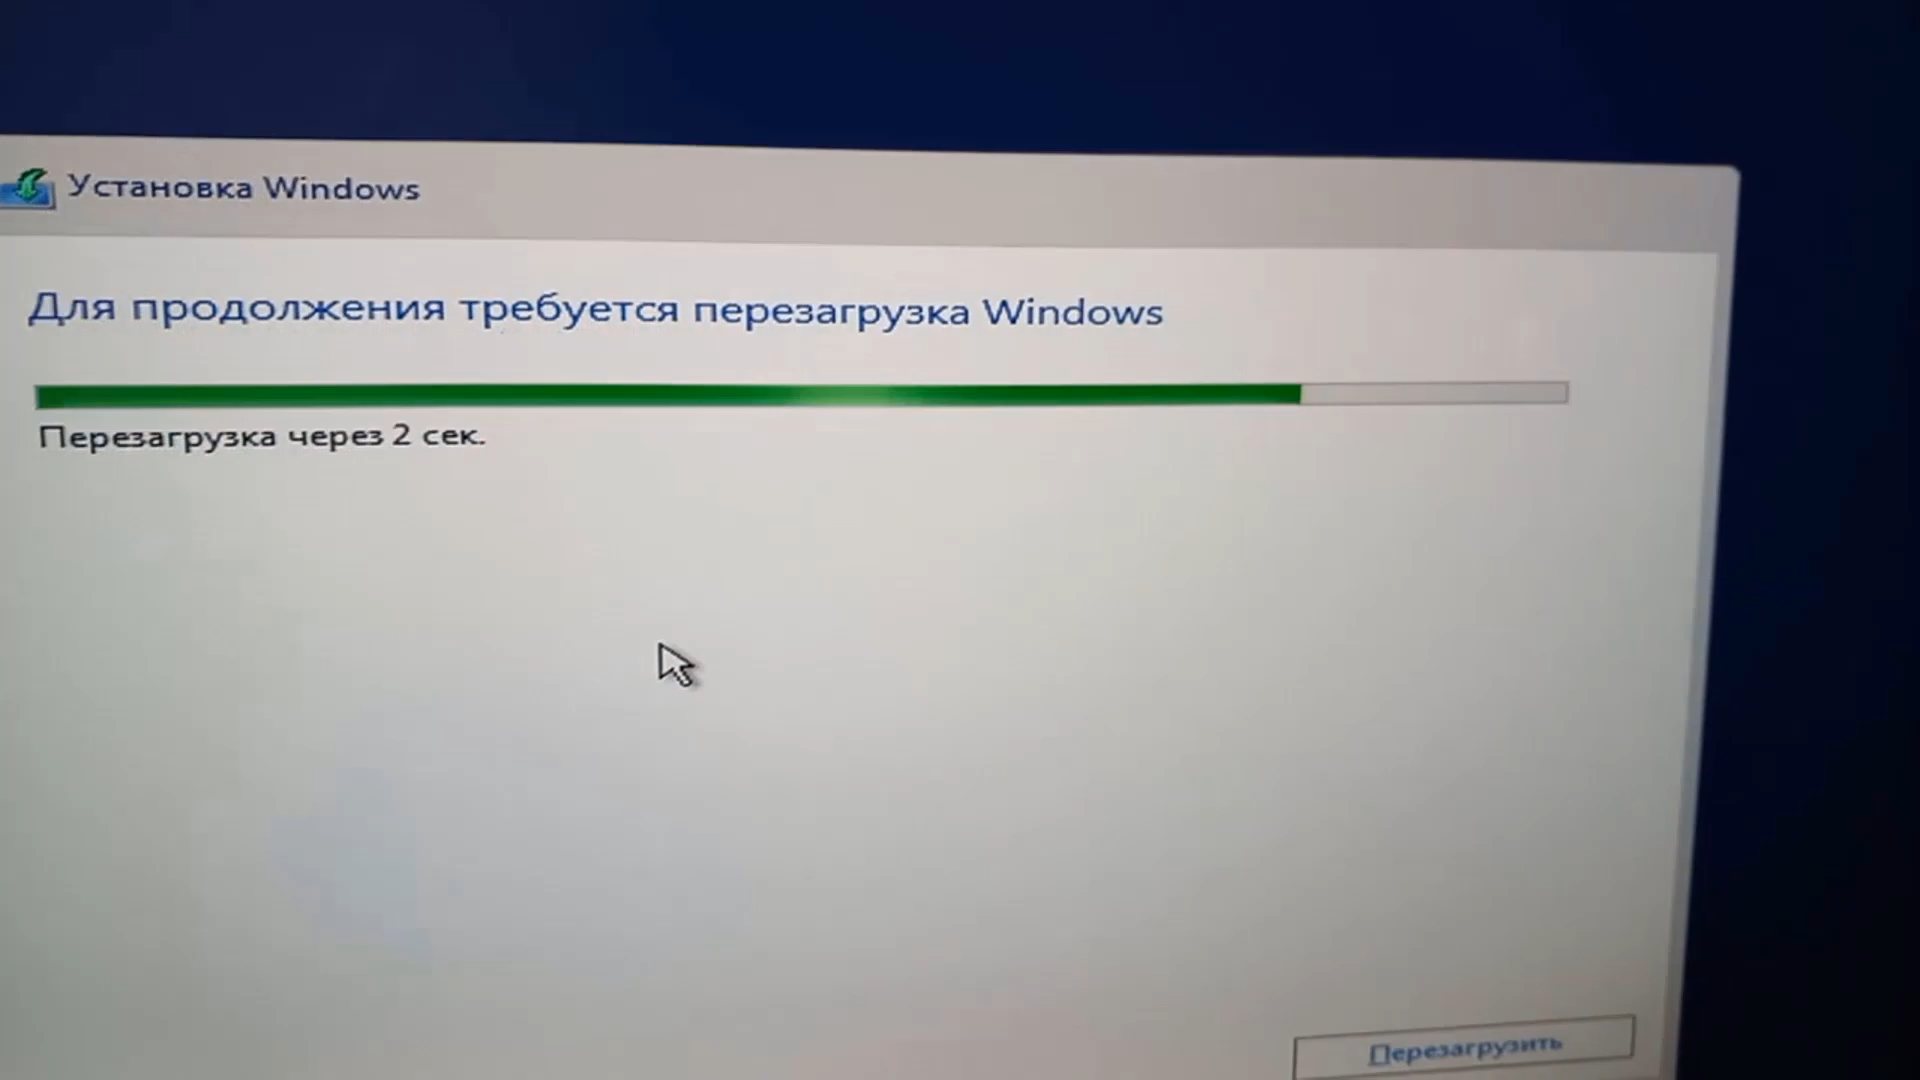 Установка Windows
Для продолжения требуется перезагрузка Windows
Перезагрузка через 2 сек.
Перезагрузить